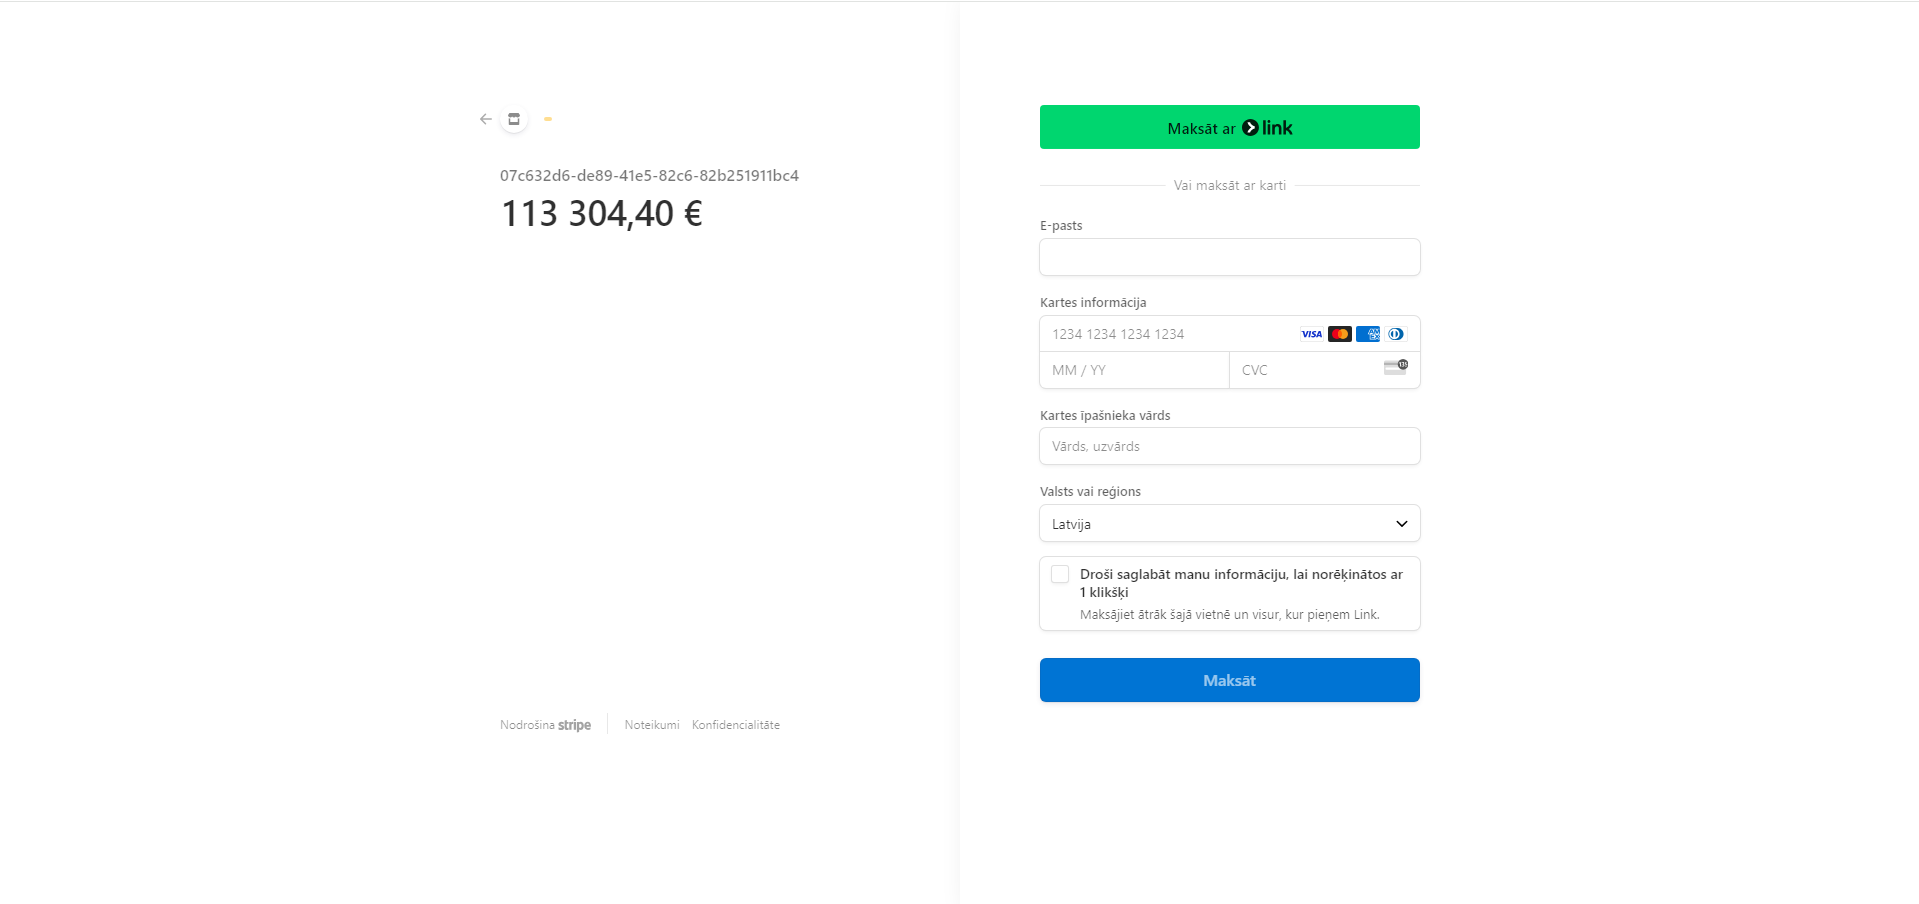 07c632d6-de89-41e5-82c6-82b251911bc4
113 304,40 €
Nodrošina stripe
Noteikumi
Konfidencialitāte
Maksāt ar link
Vai maksāt ar karti
E-pasts
Kartes informācija
1234 1234 1234 1234
VISA
AMEX
MM / YY
CVC
135
Kartes īpašnieka vārds
Vārds, uzvārds
Valsts vai reģions
Latvija
Droši saglabāt manu informāciju, lai norēķinātos ar
1 klikšķi
Maksājiet ātrāk šajā vietnē un visur, kur pieņem Link.
Maksāt